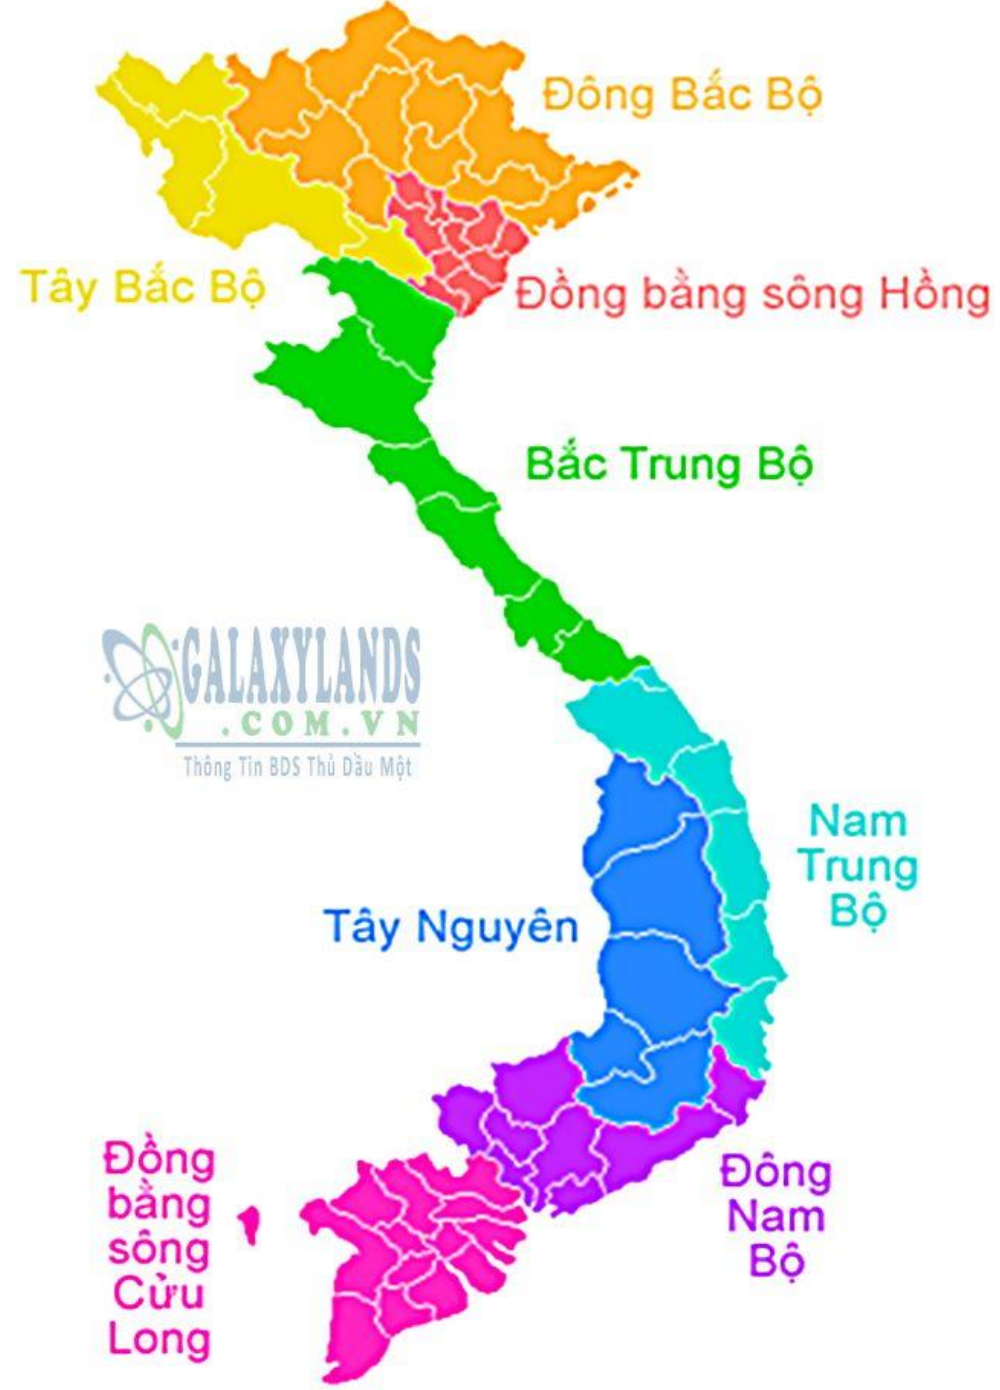 Đông Bắc Bộ
Tây Bắc Bộ
Đồng bằng sông Hồng
Bắc Trung Bộ
GALAXYLANDS
.COM.VN
Thông Tin BDS Thủ Dầu Một
Nam
Trung
Bộ
Tây Nguyên
Đồng
bằng
sông
Cửu
Long
Đông
Nam
Bộ